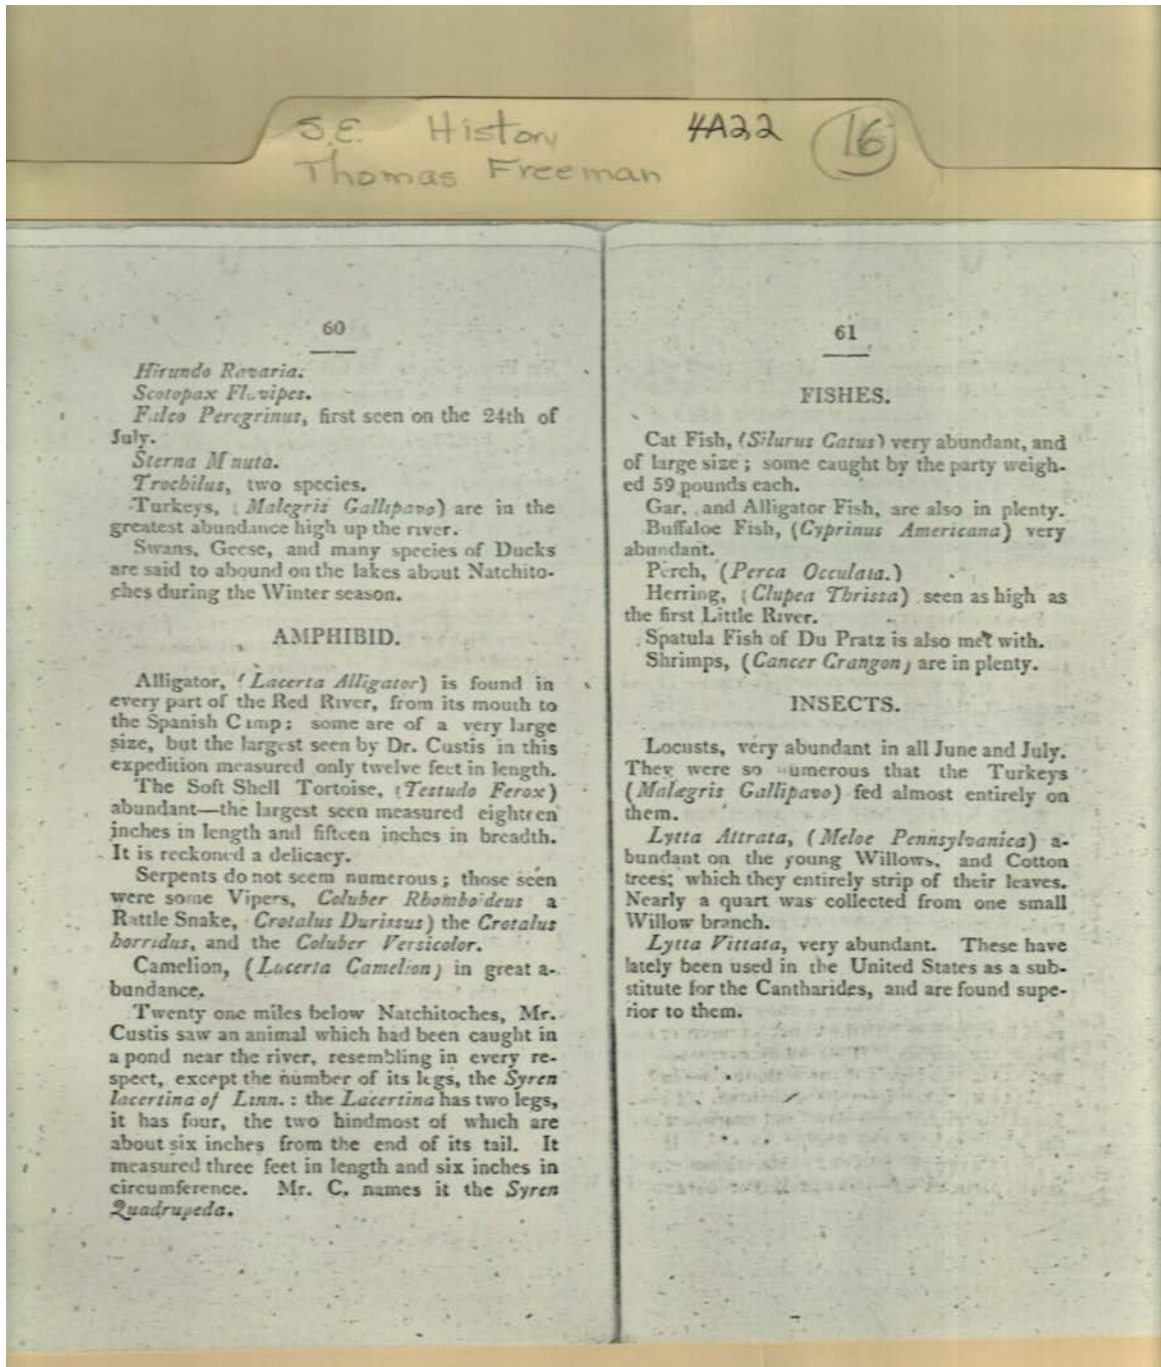 S.E. History 4A22 16
Thomas Freeman
60
Hirundo Ravaria.
Scotopax Flavipes.
Falco Peregrinus, first seen on the 24th of
July.
Sterna Minuta.
Trochilus, two species.
Turkeys, (Malegris Gallipavo) are in the
greatest abundance high up the river.
Swans, Geese, and many species of Ducks
are said to abound on the lakes about Natchito-
ches during the Winter season.
AMPHIBID.
Alligator, (Lacerta Alligator) is found in
every part of the Red River, from its mouth to
the Spanish Camp; some are of a very large
size, but the largest seen by Dr. Custis in this
expedition measured only twelve feet in length.
The Soft Shell Tortoise, (Testudo Ferox)
abundant—the largest seen measured eighteen
inches in length and fifteen inches in breadth.
It is reckoned a delicacy.
Serpents do not seem numerous; those seen
were some Vipers, Coluber Rhomboideus a
Rattle Snake, Crotalus Durissus) the Crotalus
horridus, and the Coluber Versicolor.
Camelion, (Lacerta Camelion) in great a-
bundance.
Twenty one miles below Natchitoches, Mr.
Custis saw an animal which had been caught in
a pond near the river, resembling in every re-
spect, except the number of its legs, the Syren
lacertina of Linn.: the Lacertina has two legs,
it has four, the two hindmost of which are
about six inches from the end of its tail. It
measured three feet in length and six inches in
circumference. Mr. C. names it the Syren
Quadrupeda.
61
FISHES.
Cat Fish, (Silurus Catus) very abundant, and
of large size; some caught by the party weigh-
ed 59 pounds each.
Gar, and Alligator Fish, are also in plenty.
Buffaloe Fish, (Cyprinus Americana) very
abundant.
Perch, (Perca Occulata.)
Herring, (Clupea Thrissa) seen as high as
the first Little River.
Spatula Fish of Du Pratz is also met with.
Shrimps, (Cancer Crangon) are in plenty.
INSECTS.
Locusts, very abundant in all June and July.
They were so numerous that the Turkeys
(Malægris Gallipavo) fed almost entirely on
them.
Lytta Attrata, (Meloe Pennsylvanica) a-
bundant on the young Willows, and Cotton
trees; which they entirely strip of their leaves.
Nearly a quart was collected from one small
Willow branch.
Lytta Vittata, very abundant. These have
lately been used in the United States as a sub-
stitute for the Cantharides, and are found supe-
rior to them.